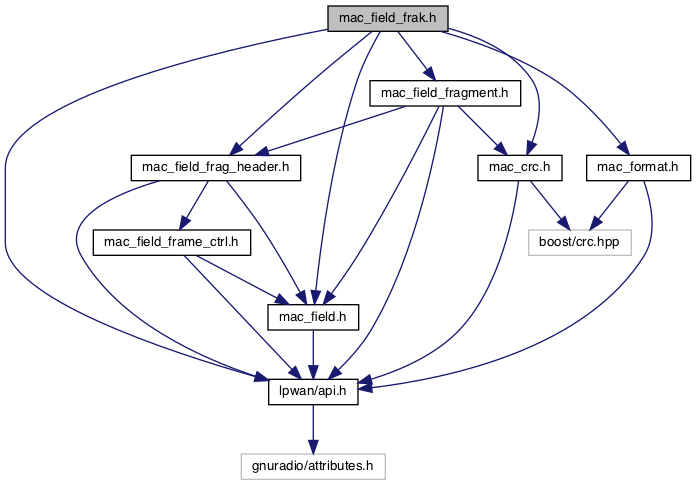 mac_field_frak.h
mac_field_fragment.h
mac_field_frag_header.h
mac_crc.h
mac_format.h
mac_field_frame_ctrl.h
boost/crc.hpp
mac_field.h
lpwan/api.h
gnuradio/attributes.h